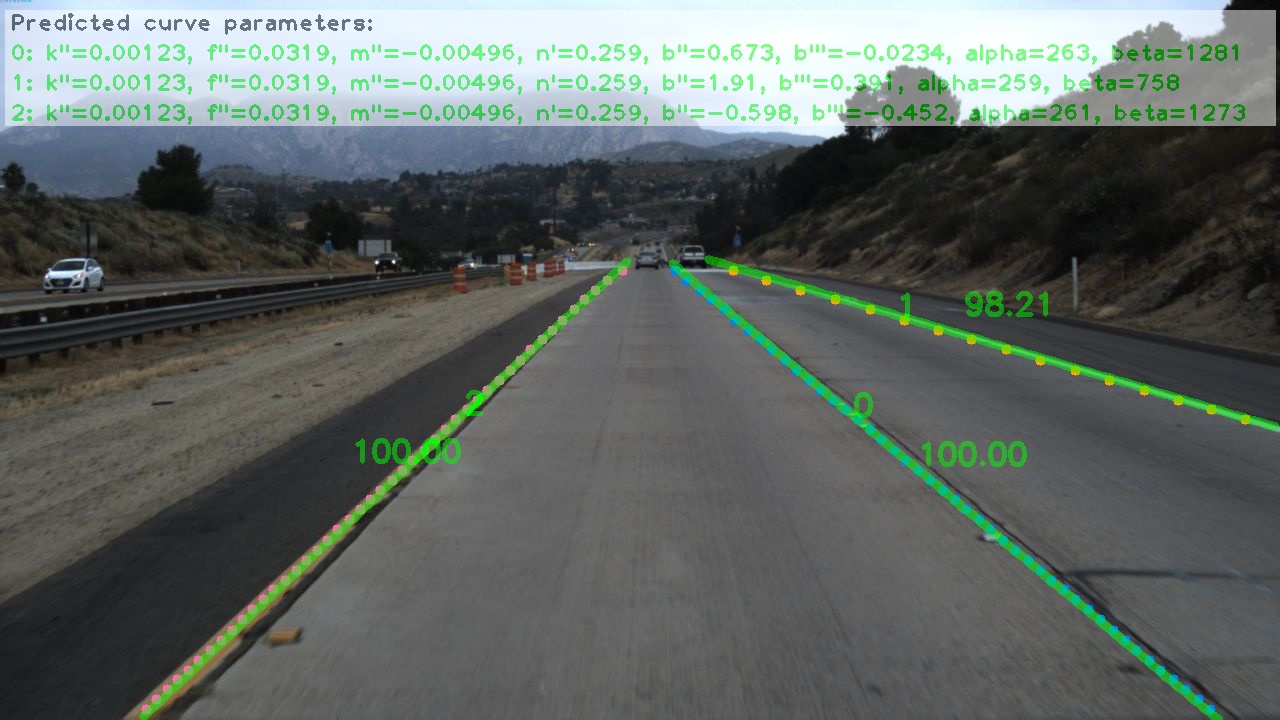 Predicted curve parameters:
0: k''=0.00123, f''=0.0319, m''=-0.00496, n'=0.259, b''=0.673, b'''=-0.0234, alpha=263, beta=1281
1: k''=0.00123, f''=0.0319, m''=-0.00496, n'=0.259, b''=1.91, b'''=0.391, alpha=259, beta=758
2: k''=0.00123, f''=0.0319, m''=-0.00496, n'=0.259, b''=-0.598, b'''=-0.452, alpha=261, beta=1273
1 98.21
2 0
100.00 100.00